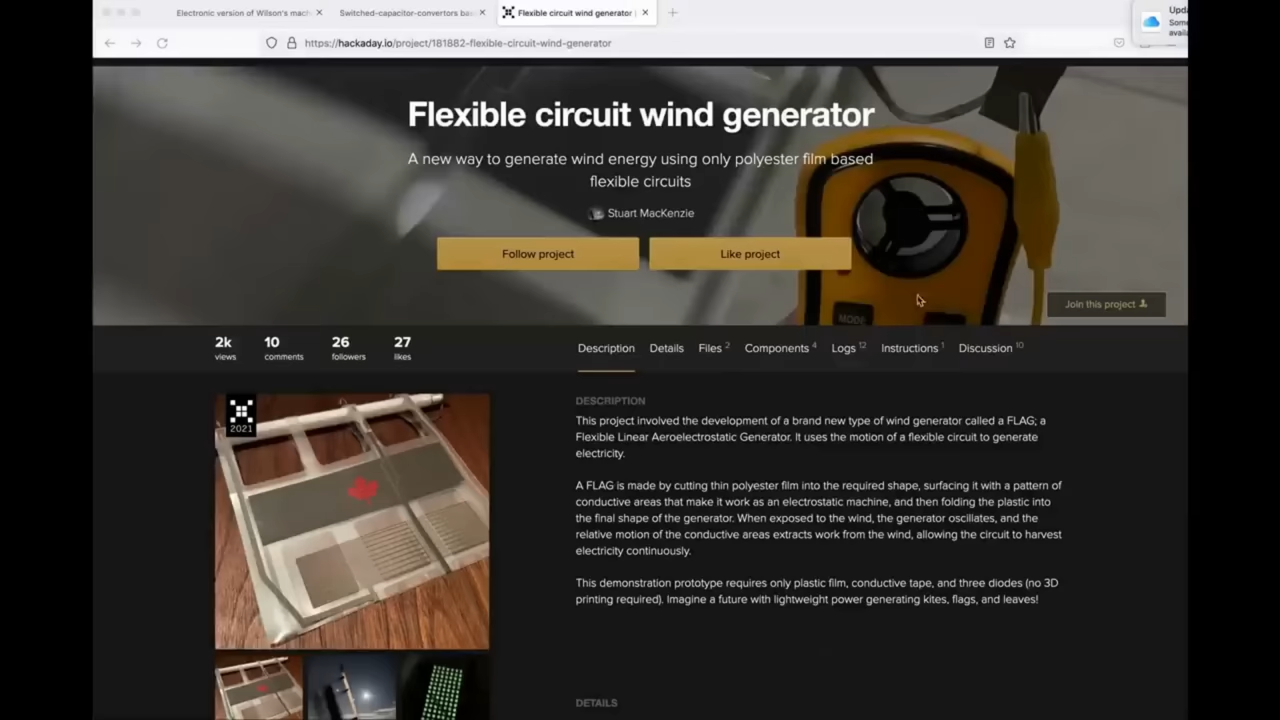 Electronic version of Wilson's mach
Switched-capacitor-convertors bas
Flexible circuit wind generator |
Upda
Some
availa
https://hackaday.io/project/181882-flexible-circuit-wind-generator
Flexible circuit wind generator
A new way to generate wind energy using only polyester film based
flexible circuits
Stuart MacKenzie
Follow project
Like project
Join this project
MODE
2k
views
10
comments
26
followers
27
likes
Description
Details
Files 2
Components 4
Logs 12
Instructions 1
Discussion 10
2021
DESCRIPTION
This project involved the development of a brand new type of wind generator called a FLAG; a
Flexible Linear Aeroelectrostatic Generator. It uses the motion of a flexible circuit to generate
electricity.
A FLAG is made by cutting thin polyester film into the required shape, surfacing it with a pattern of
conductive areas that make it work as an electrostatic machine, and then folding the plastic into
the final shape of the generator. When exposed to the wind, the generator oscillates, and the
relative motion of the conductive areas extracts work from the wind, allowing the circuit to harvest
electricity continuously.
This demonstration prototype requires only plastic film, conductive tape, and three diodes (no 3D
printing required). Imagine a future with lightweight power generating kites, flags, and leaves!
DETAILS